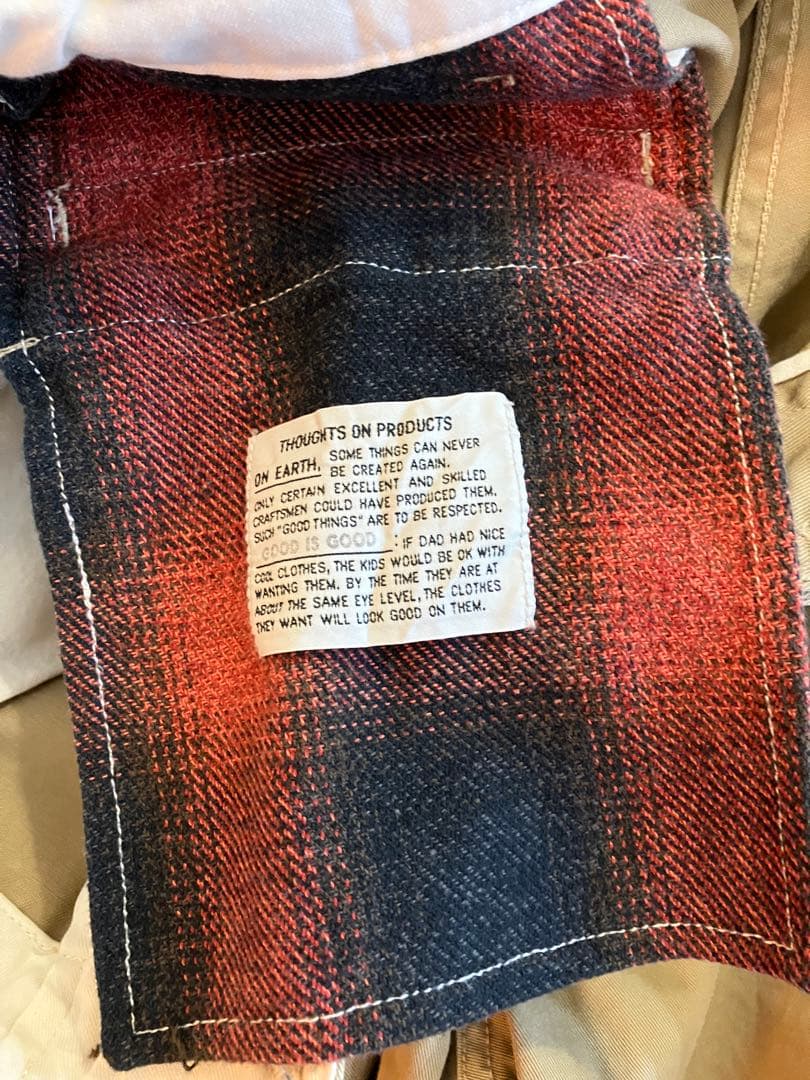 THOUGHTS ON PRODUCTS
ON EARTH, SOME THINGS CAN NEVER
BE CREATED AGAIN.
ONLY CERTAIN EXCELLENT AND SKILLED
CRAFTSMEN COULD HAVE PRODUCED THEM.
SUCH "GOOD THINGS" ARE TO BE RESPECTED.
GOOD IS GOOD : IF DAD HAD NICE
COOL CLOTHES, THE KIDS WOULD BE OK WITH
WANTING THEM. BY THE TIME THEY ARE AT
ABOUT THE SAME EYE LEVEL, THE CLOTHES
THEY WANT WILL LOOK GOOD ON THEM.